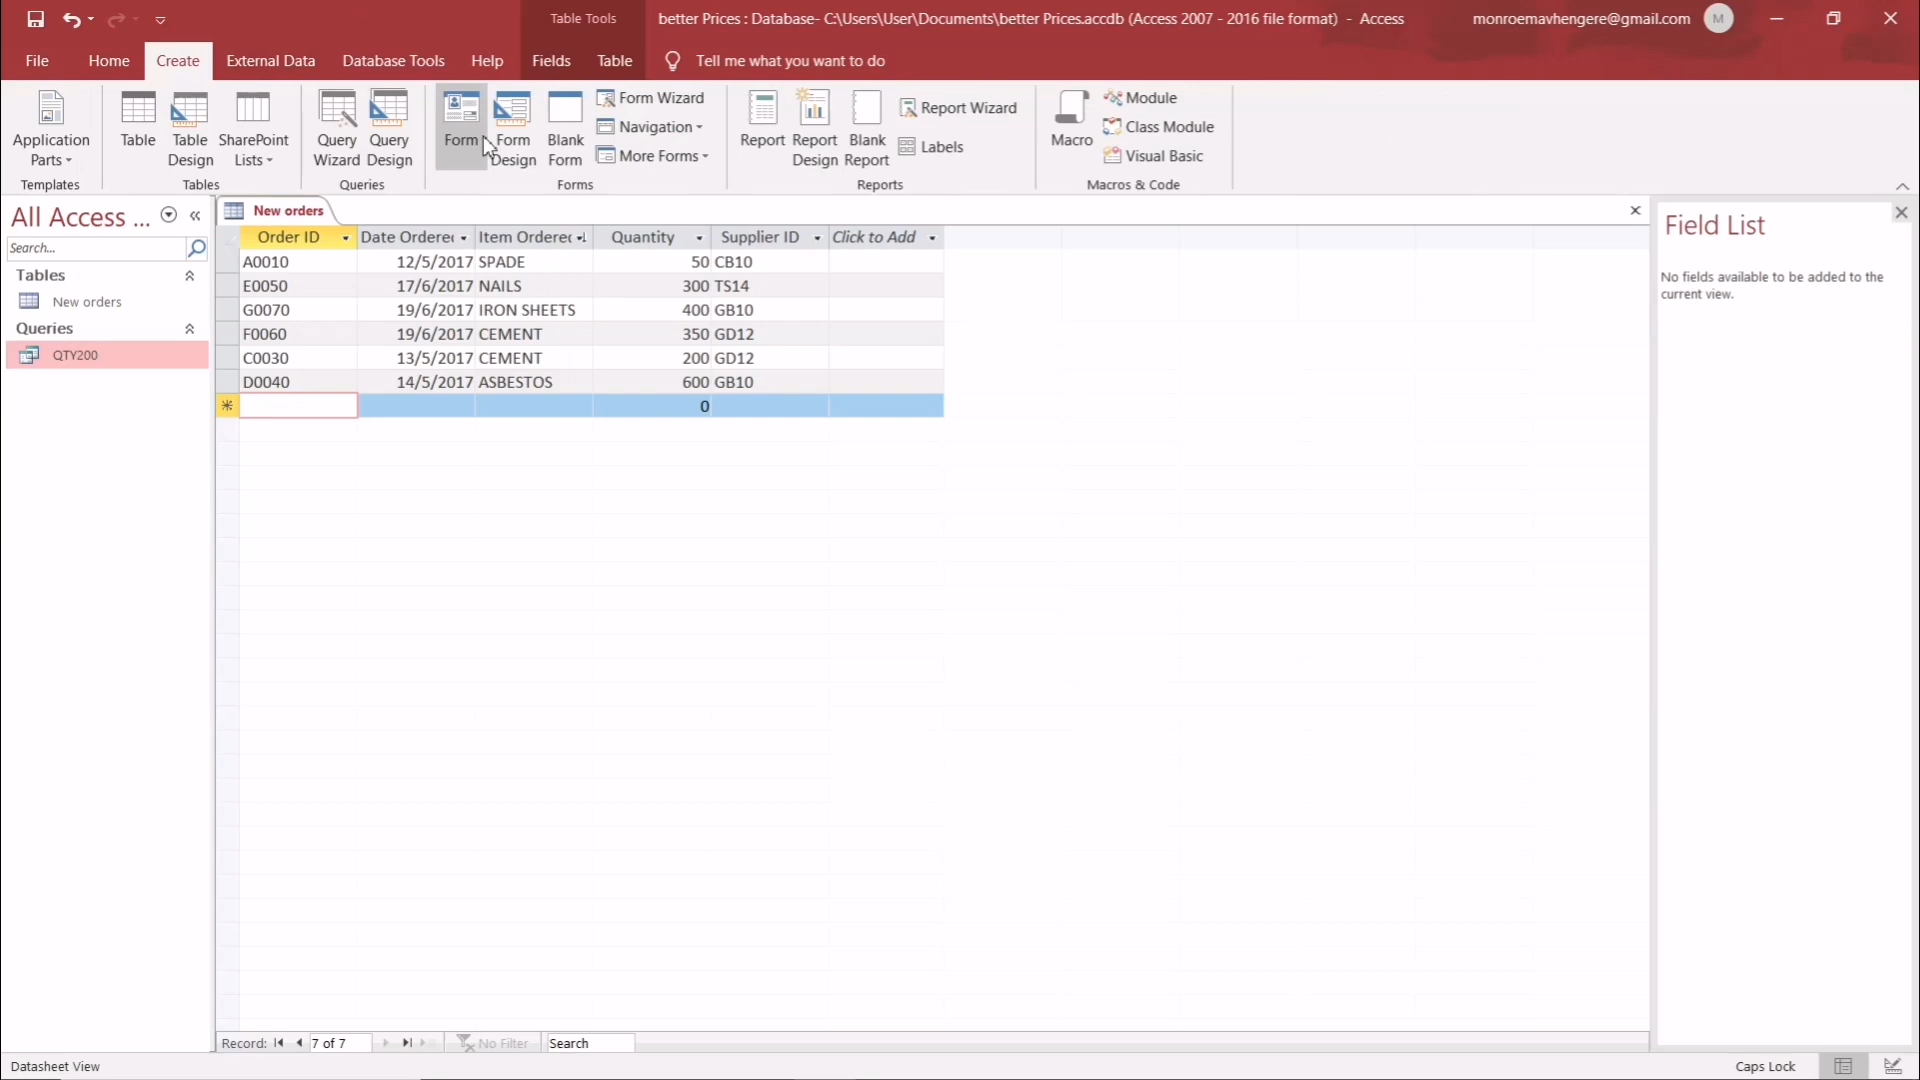 Table Tools
better Prices : Database- C:\Users\User\Documents\better Prices.accdb (Access 2007 - 2016 file format) - Access
monroemavhengere@gmail.com
M
File
Home
Create
External Data
Database Tools
Help
Fields
Table
Tell me what you want to do
Application Parts
Templates
Table
Table Design
SharePoint Lists
Tables
Query Wizard
Query Design
Queries
Form
Form Design
Blank Form
Form Wizard
Navigation
More Forms
Forms
Report
Report Design
Blank Report
Report Wizard
Labels
Reports
Macro
Module
Class Module
Visual Basic
Macros & Code
All Access ...
Search...
Tables
New orders
Queries
QTY200
New orders
Order ID Date Ordered Item Ordered Quantity Supplier ID Click to Add
A0010 12/5/2017 SPADE 50 CB10
E0050 17/6/2017 NAILS 300 TS14
G0070 19/6/2017 IRON SHEETS 400 GB10
F0060 19/6/2017 CEMENT 350 GD12
C0030 13/5/2017 CEMENT 200 GD12
D0040 14/5/2017 ASBESTOS 600 GB10
0
Field List
No fields available to be added to the
current view.
Record: 7 of 7 No Filter Search
Datasheet View
Caps Lock